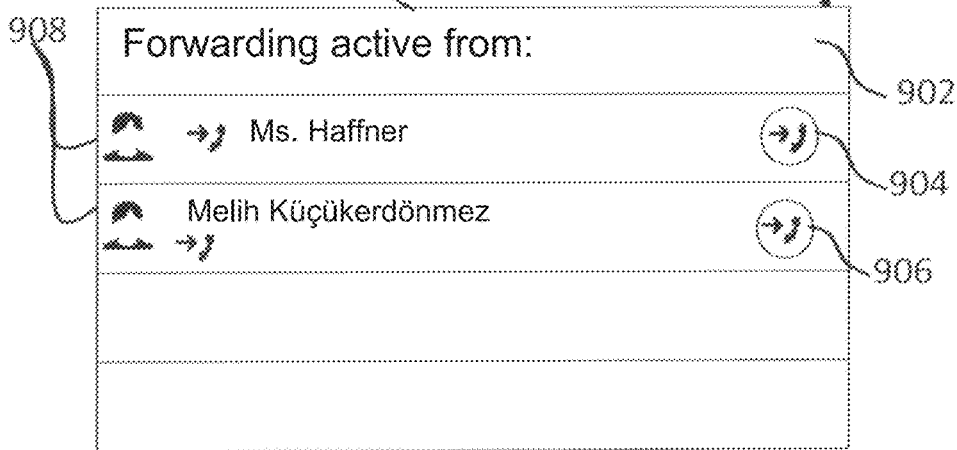 908
Forwarding active from:
902
Ms. Haffner
904
Melih Küçükerdönmez
906